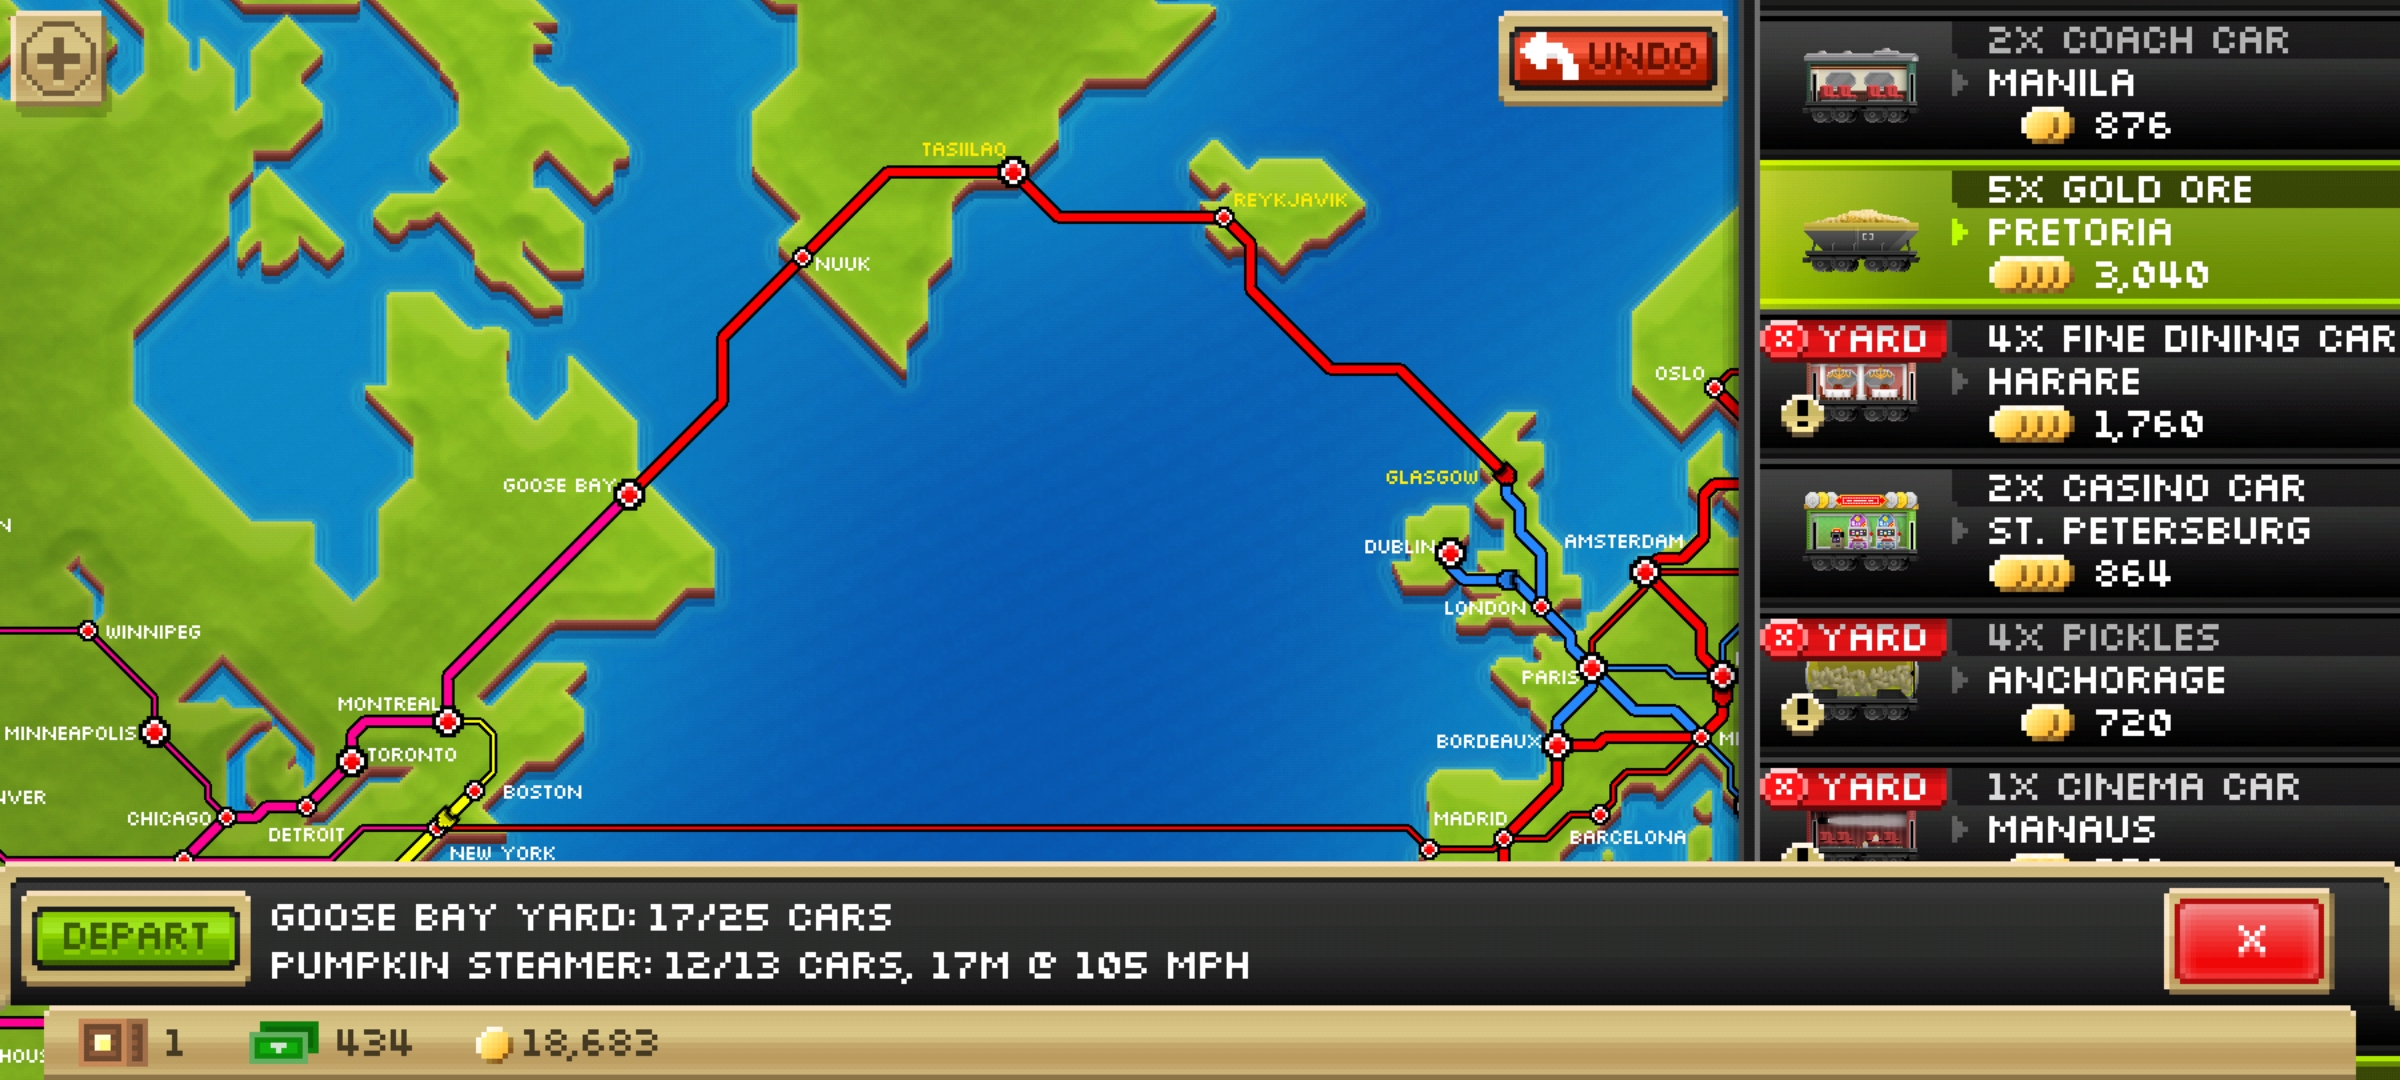 UNDO
TASIILAQ
REYKJAVIK
NUUK
OSLO
GOOSE BAY
GLASGOW
DUBLIN
AMSTERDAM
LONDON
WINNIPEG
PARIS
MONTREAL
MINNEAPOLIS
TORONTO
BORDEAUX
BOSTON
CHICAGO
DETROIT
MADRID
BARCELONA
NEW YORK
2X COACH CAR
MANILA
876
5X GOLD ORE
PRETORIA
3,040
YARD
4X FINE DINING CAR
HARARE
1,760
2X CASINO CAR
ST. PETERSBURG
864
YARD
4X PICKLES
ANCHORAGE
720
YARD
1X CINEMA CAR
MANAUS
DEPART
GOOSE BAY YARD: 17/25 CARS
PUMPKIN STEAMER: 12/13 CARS, 17M @ 105 MPH
X
1
434
18,683